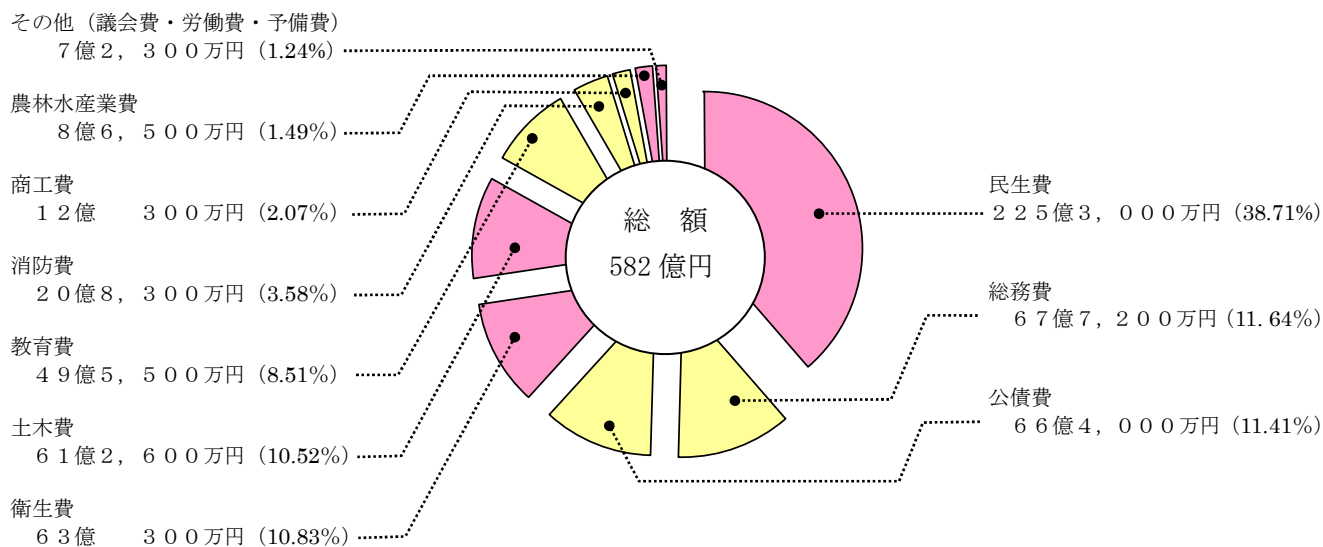 その他（議会費・労働費・予備費）
７億２，３００万円（1.24%）
農林水産業費
８億６，５００万円（1.49%）
商工費
１２億　　３００万円（2.07%）
消防費
２０億８，３００万円（3.58%）
教育費
４９億５，５００万円（8.51%）
土木費
６１億２，６００万円（10.52%）
衛生費
６３億　　３００万円（10.83%）
総　額
582 億円
民生費
２２５億３，０００万円（38.71%）
総務費
６７億７，２００万円（11.64%）
公債費
６６億４，０００万円（11.41%）